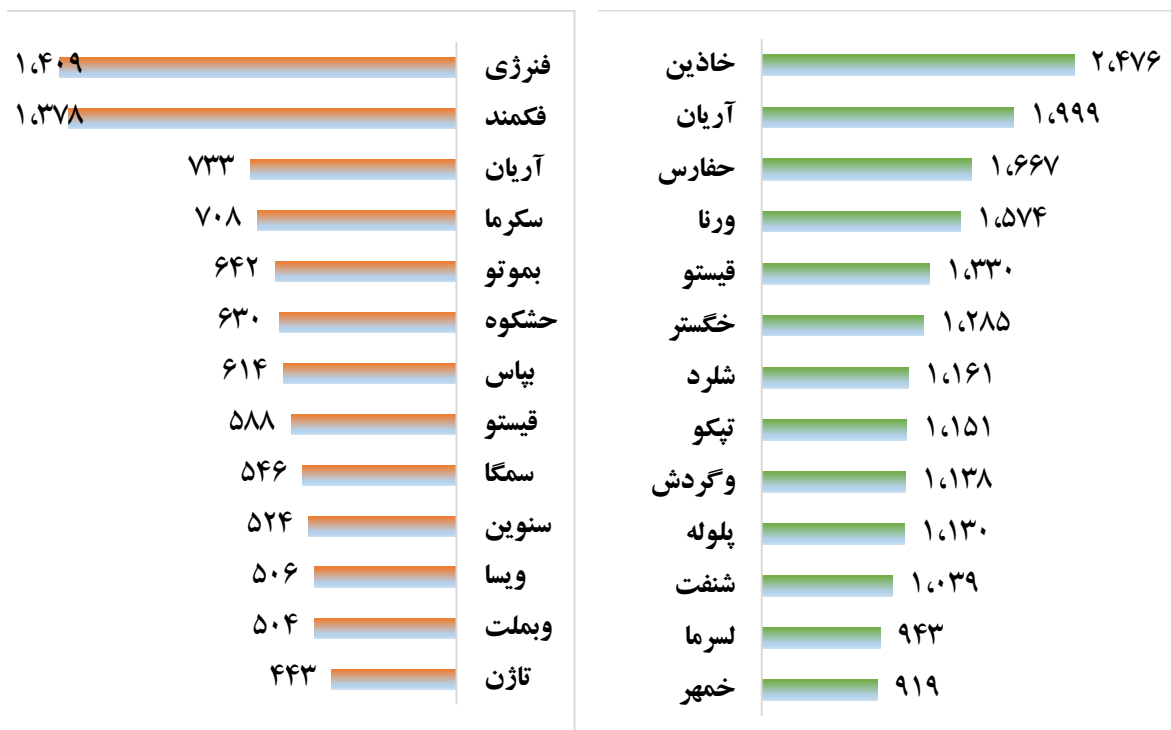 خاذین ۲،۴۷۶
آریان ۱،۹۹۹
حفارس ۱،۶۶۷
ورنا ۱،۵۷۴
قیستو ۱،۳۳۰
خگستر ۱،۲۸۵
شلرد ۱،۱۶۱
تپکو ۱،۱۵۱
وگردش ۱،۱۳۸
پلوله ۱،۱۳۰
شنفت ۱،۰۳۹
لسرما ۹۴۳
خمهر ۹۱۹
فنرژی ۱،۴۰۹
فکمند ۱،۳۷۸
آریان ۷۳۳
سکرما ۷۰۸
بموتو ۶۴۲
حشکوه ۶۳۰
بپاس ۶۱۴
قیستو ۵۸۸
سمگا ۵۴۶
سنوین ۵۲۴
ویسا ۵۰۶
وبملت ۵۰۴
تاژن ۴۴۳